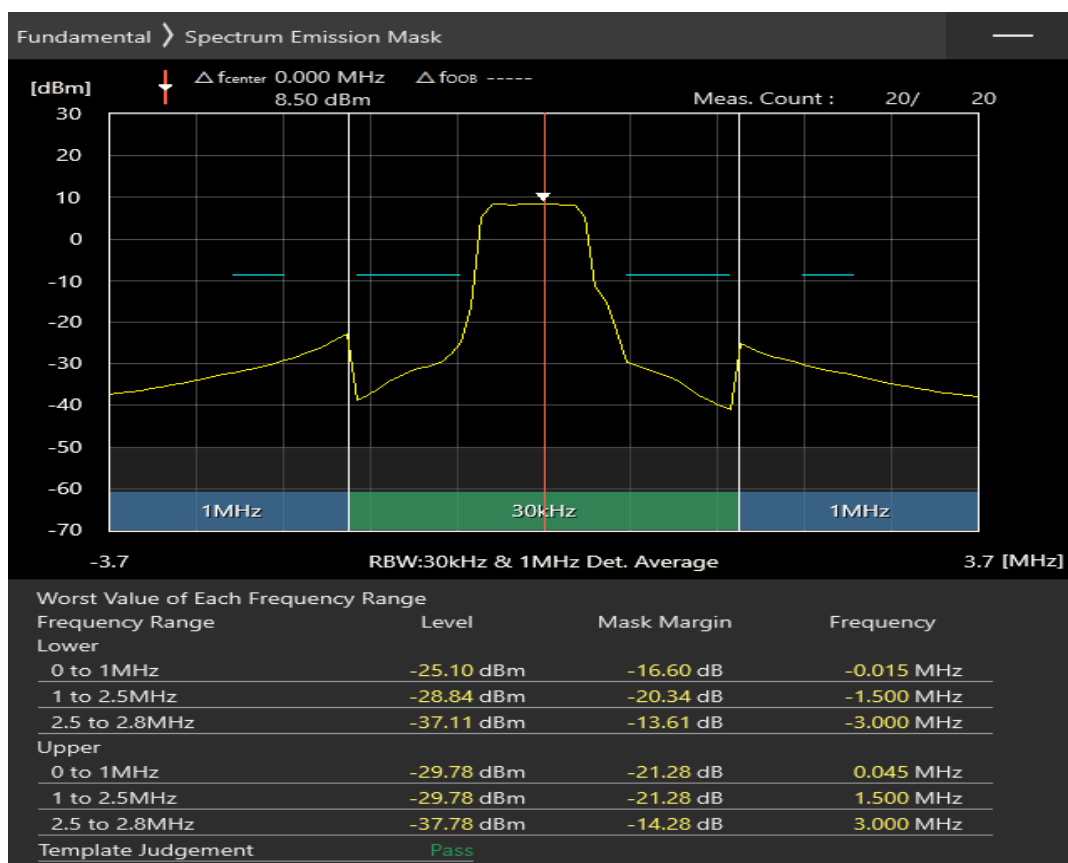 Fundamental ❯ Spectrum Emission Mask
△ fcenter 0.000 MHz △ fOOB -----
[dBm] 8.50 dBm Meas. Count : 20/ 20
30
20
10
0
-10
-20
-30
-40
-50
-60
1MHz 30kHz 1MHz
-70
-3.7 RBW:30kHz & 1MHz Det. Average 3.7 [MHz]
Worst Value of Each Frequency Range
Frequency Range Level Mask Margin Frequency
Lower
0 to 1MHz -25.10 dBm -16.60 dB -0.015 MHz
1 to 2.5MHz -28.84 dBm -20.34 dB -1.500 MHz
2.5 to 2.8MHz -37.11 dBm -13.61 dB -3.000 MHz
Upper
0 to 1MHz -29.78 dBm -21.28 dB 0.045 MHz
1 to 2.5MHz -29.78 dBm -21.28 dB 1.500 MHz
2.5 to 2.8MHz -37.78 dBm -14.28 dB 3.000 MHz
Template Judgement Pass